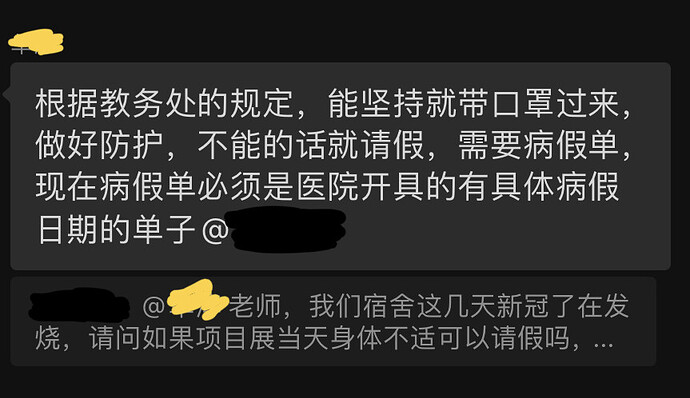 根据教务处的规定，能坚持就带口罩过来，
做好防护，不能的话就请假，需要病假单，
现在病假单必须是医院开具的有具体病假
日期的单子@
@ 老师，我们宿舍这几天新冠了在发
烧，请问如果项目展当天身体不适可以请假吗，...